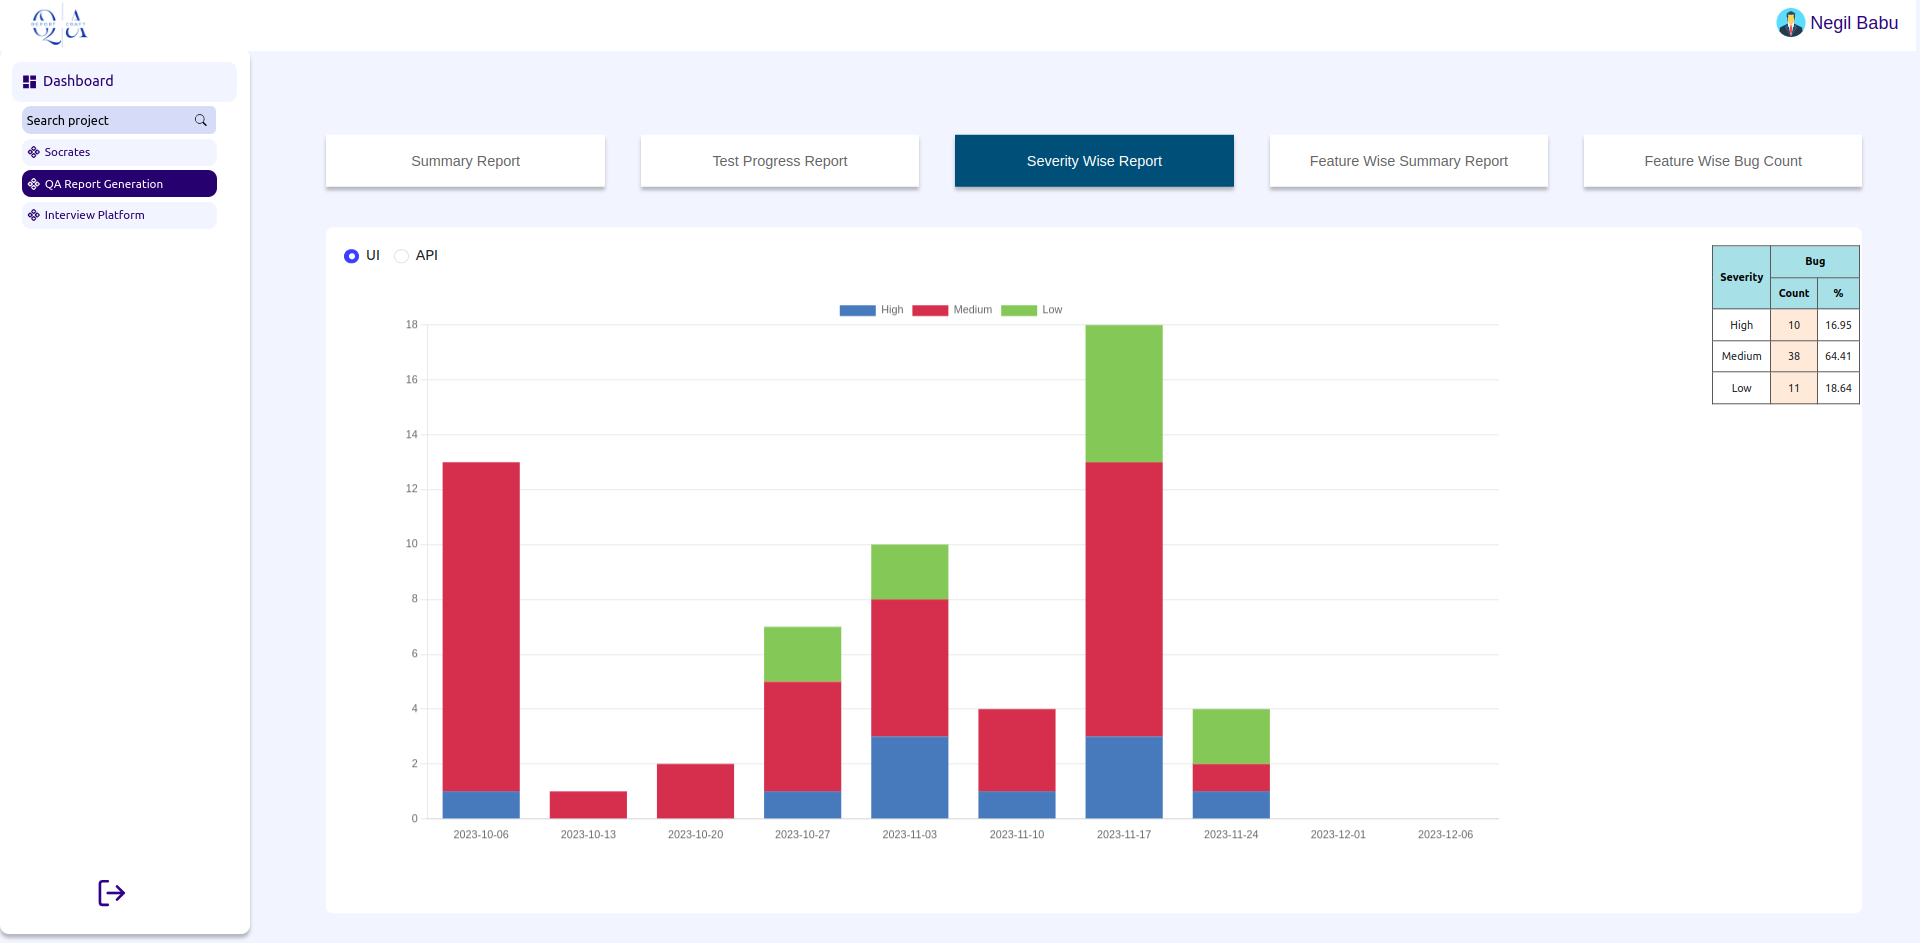 Q A
REPORT CRAFT
Negil Babu
Dashboard
Search project
Socrates
QA Report Generation
Interview Platform
Summary Report
Test Progress Report
Severity Wise Report
Feature Wise Summary Report
Feature Wise Bug Count
UI API
High Medium Low
18
16
14
12
10
8
6
4
2
0
2023-10-06 2023-10-13 2023-10-20 2023-10-27 2023-11-03 2023-11-10 2023-11-17 2023-11-24 2023-12-01 2023-12-06
Severity Bug
Count %
High 10 16.95
Medium 38 64.41
Low 11 18.64